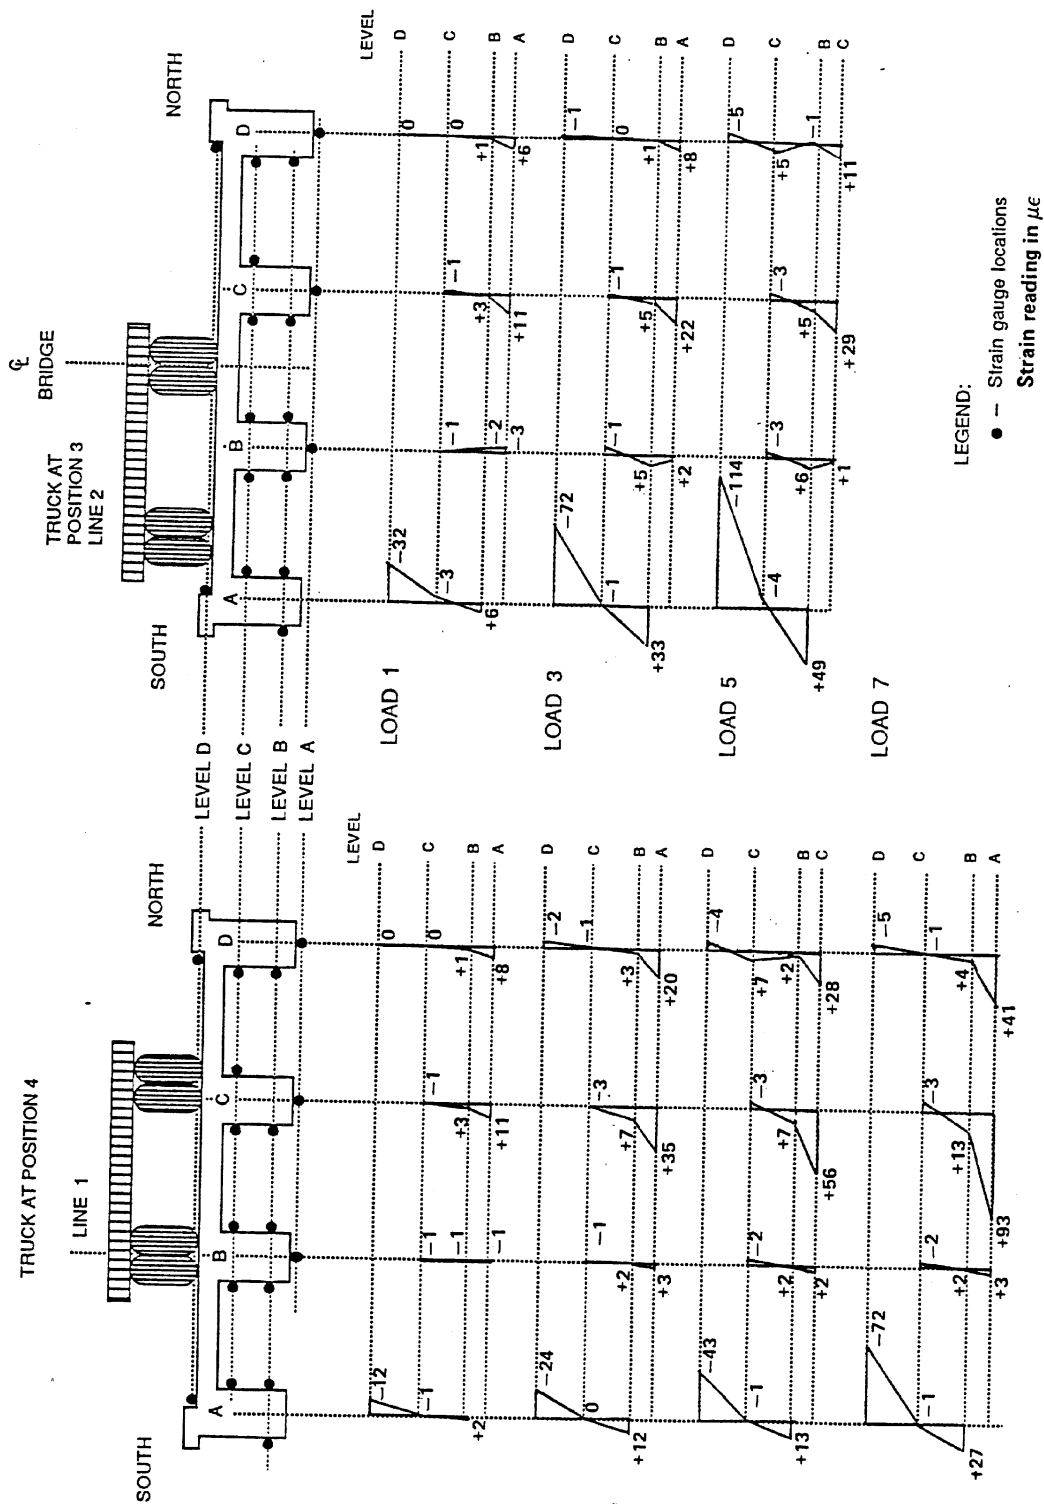 TRUCK AT POSITION 4
LINE 1
SOUTH
NORTH
A B C D
LEVEL D
LEVEL C
LEVEL B
LEVEL A
LEVEL
−12 0 D
−1 −1 −1 0 C
+2 −1 +3 +1 B
−1 +11 +8 A
LOAD 1
−24 −2 D
0 −1 −3 −1 C
+12 +2 +7 +3 B
+3 +35 +20 A
LOAD 3
−43 −4 D
−1 −2 −3 +7 C
+13 +2 +7 +2 B
+2 +56 +28 C
LOAD 5
−72 −5 D
−1 −2 −3 −1 C
+27 +2 +13 +4 B
+3 +93 +41 A
LOAD 7
℄
BRIDGE
TRUCK AT
POSITION 3
LINE 2
SOUTH
NORTH
A B C D
LEVEL
−32 0 D
−3 −1 −1 0 C
+6 −2 +3 +1 B
−3 +11 +6 A
−72 −1 D
−1 −1 −1 0 C
+33 +5 +5 +1 B
+2 +22 +8 A
−114 −5 D
−4 −3 −3 +5 C
+49 +6 +5 −1 B
+1 +29 +11 C
LEGEND:
● – Strain gauge locations
Strain reading in µε